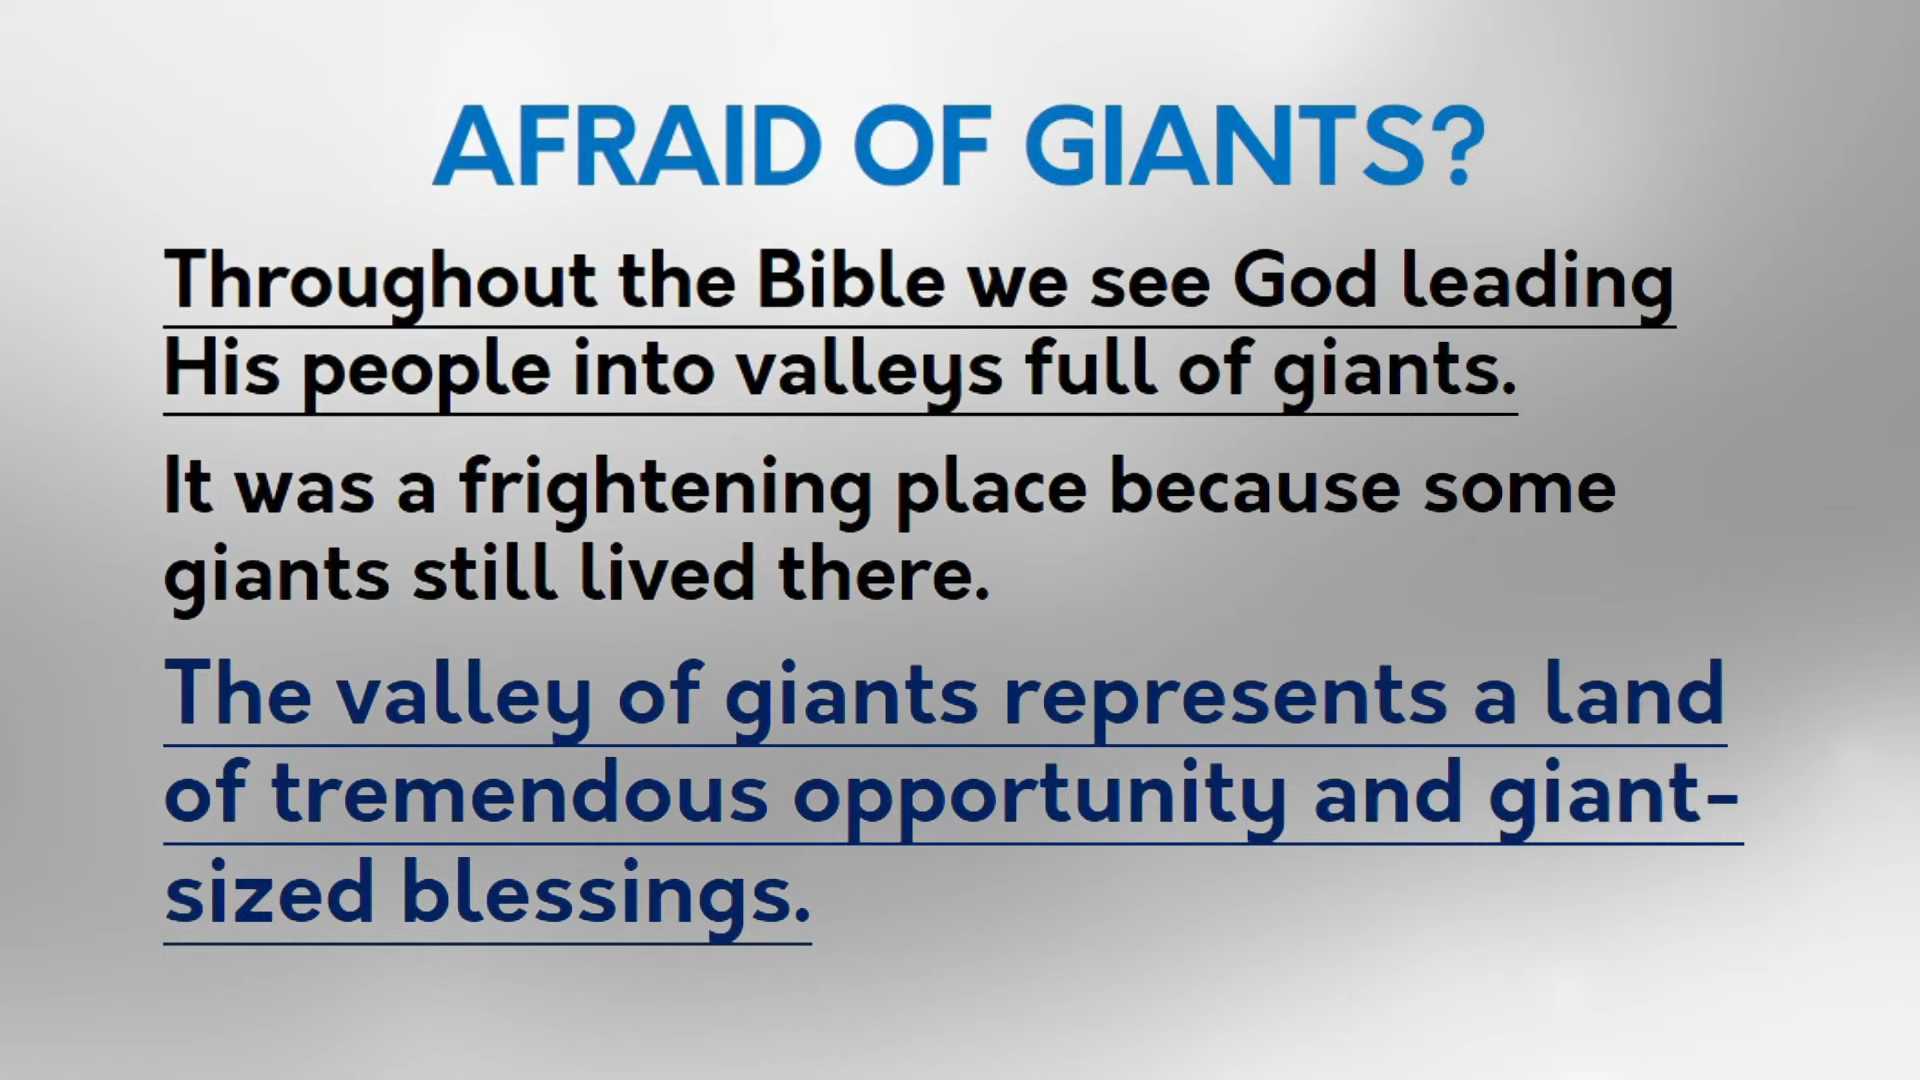 AFRAID OF GIANTS?
Throughout the Bible we see God leading
His people into valleys full of giants.
It was a frightening place because some
giants still lived there.
The valley of giants represents a land
of tremendous opportunity and giant-
sized blessings.